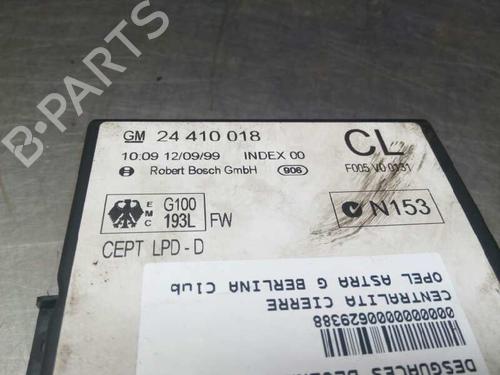 B-PARTS
GM 24 410 018 CL
10:09 12/09/99 INDEX 00
Robert Bosch GmbH 906 F005 V0 0131
EMC G100 193L FW N153
CEPT LPD-D
OPEL ASTRA G BERLINA Club
CENTRALITA CIERRE
0000000000629388
DESGUACES